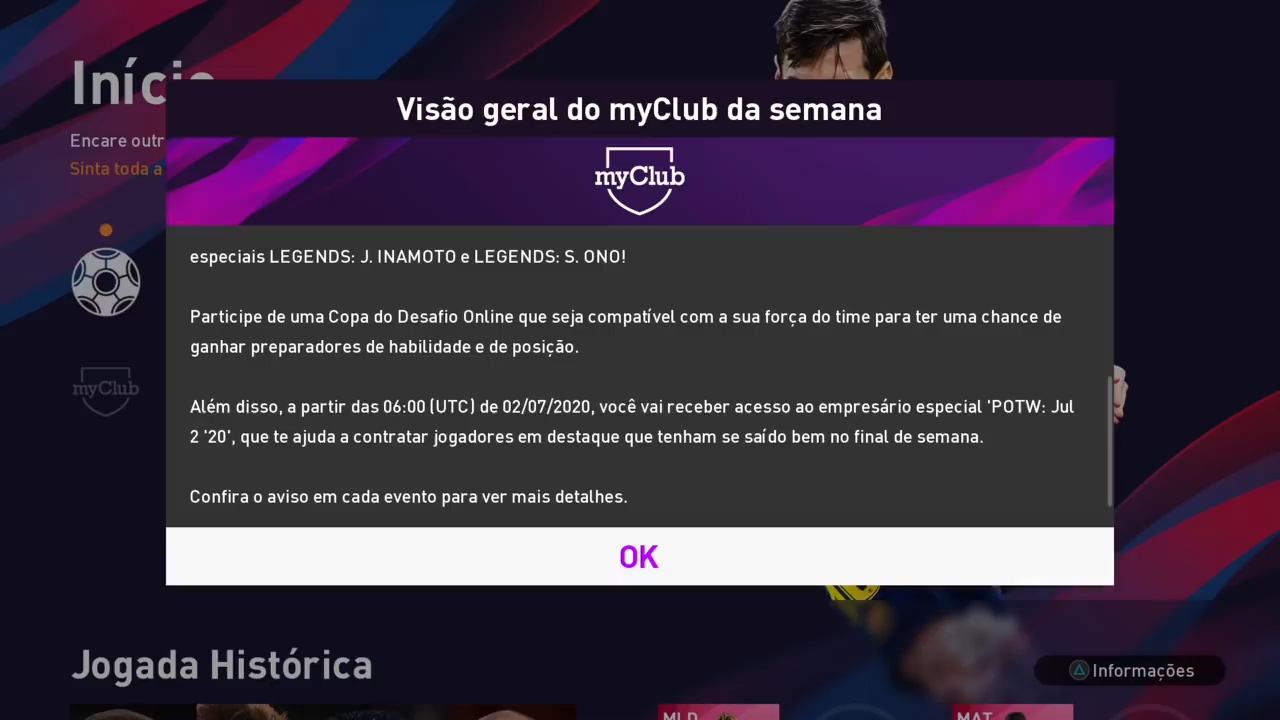 Início
Visão geral do myClub da semana
Encare outr
Sinta toda a
myClub
especiais LEGENDS: J. INAMOTO e LEGENDS: S. ONO!
Participe de uma Copa do Desafio Online que seja compatível com a sua força do time para ter uma chance de
ganhar preparadores de habilidade e de posição.
myClub
Além disso, a partir das 06:00 (UTC) de 02/07/2020, você vai receber acesso ao empresário especial 'POTW: Jul
2 '20', que te ajuda a contratar jogadores em destaque que tenham se saído bem no final de semana.
Confira o aviso em cada evento para ver mais detalhes.
OK
Jogada Histórica
Informações
MLD
MAT